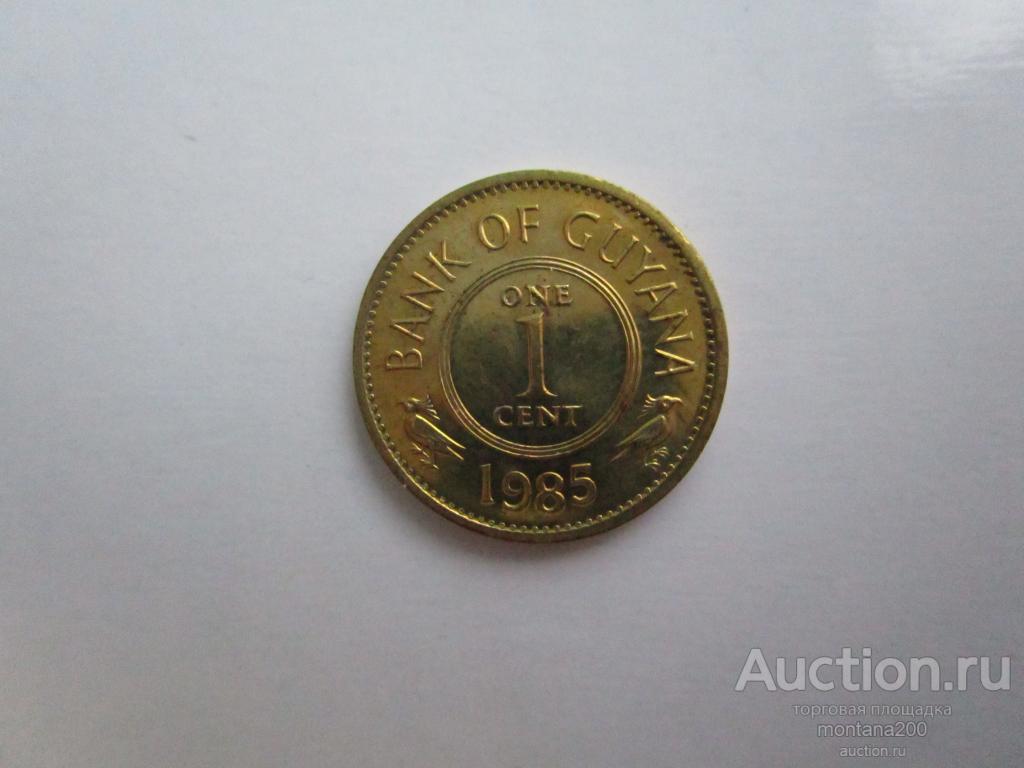 BANK OF GUYANA
ONE
1
CENT
1985
Auction.ru
торговая площадка
montana200
auction.ru